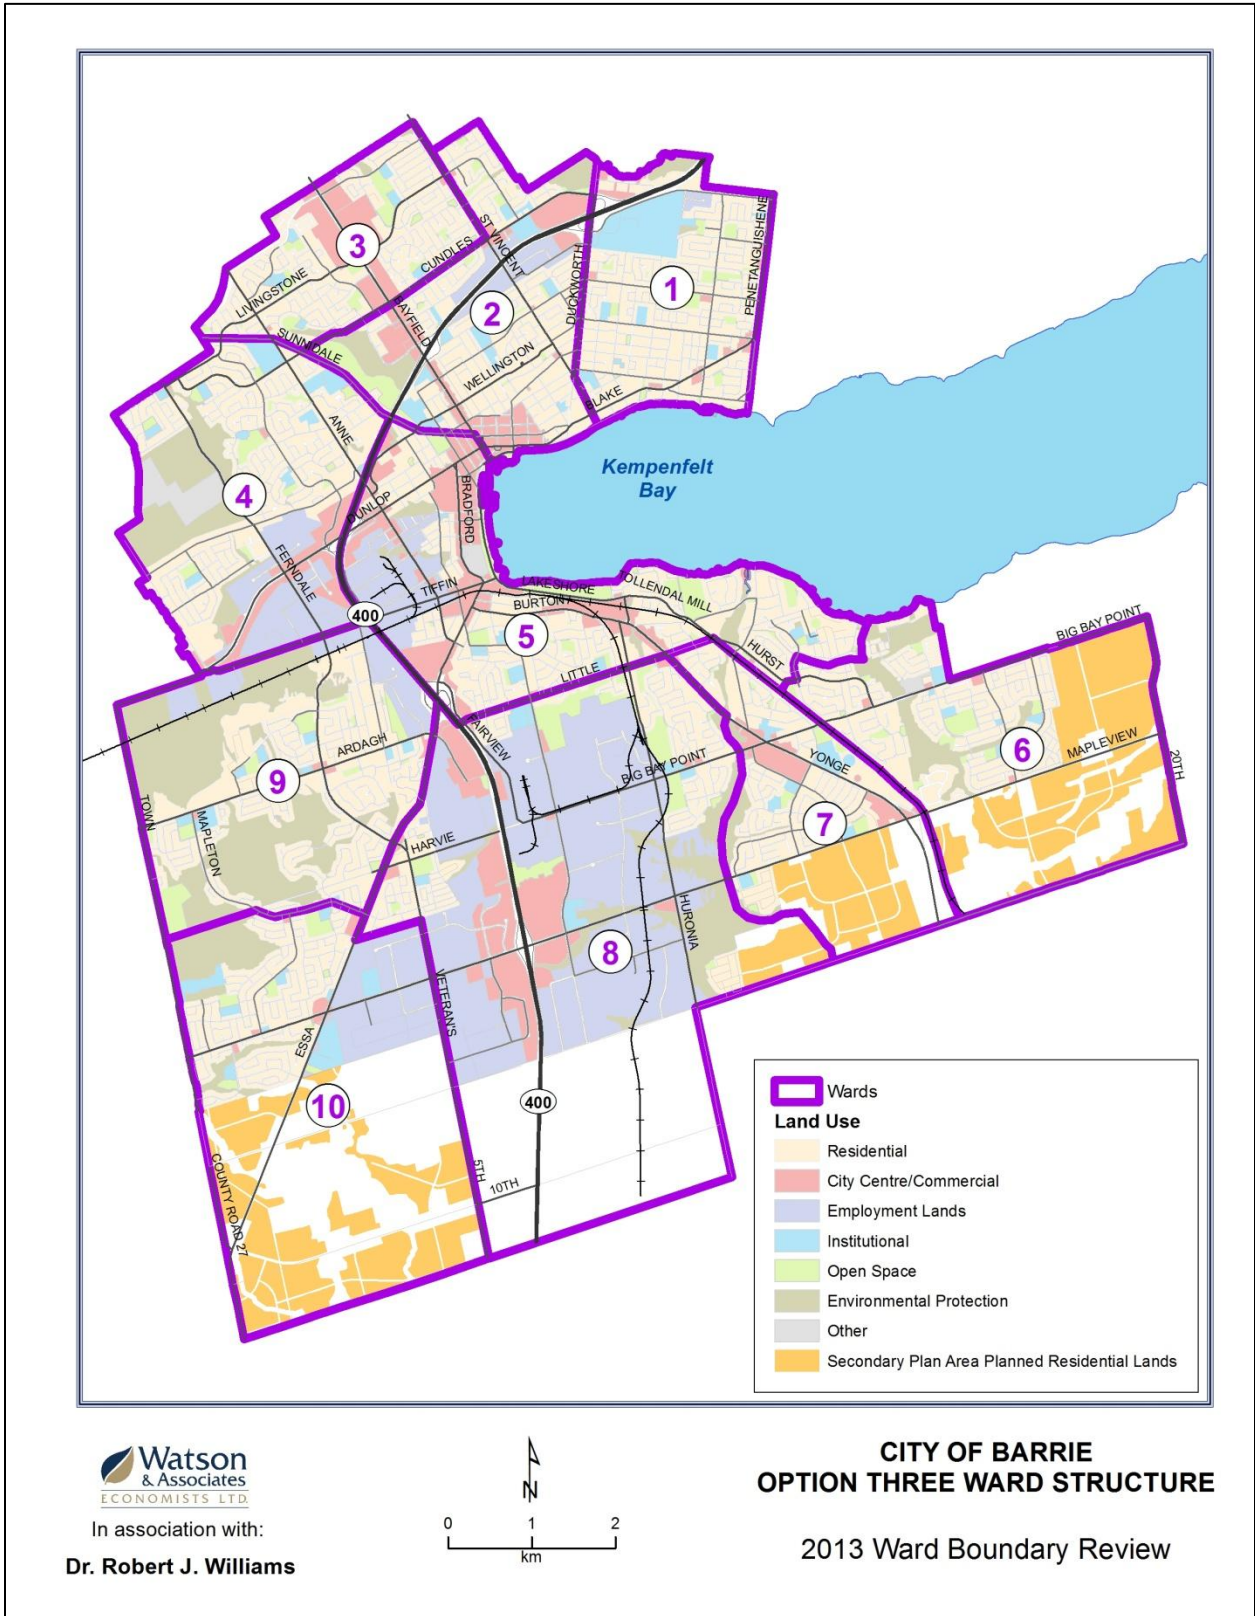 3
LIVINGSTONE
CUNDLES
ST VINCENT
BAYFIELD
2
DUCKWORTH
1
PENETANGUISHENE
SUNNIDALE
WELLINGTON
BLAKE
ANNE
4
DUNLOP
BRADFORD
Kempenfelt
Bay
FERNDALE
TIFFIN
400
LAKESHORE
TOLLENDAL MILL
BURTON
5
LITTLE
HURST
BIG BAY POINT
ARDAGH
FAIRVIEW
9
BIG BAY POINT
YONGE
6
MAPLEVIEW
20TH
TOWN
MAPLETON
HARVIE
7
HURONIA
8
VETERAN'S
ESSA
10
400
COUNTY ROAD 27
5TH
10TH
Wards
Land Use
Residential
City Centre/Commercial
Employment Lands
Institutional
Open Space
Environmental Protection
Other
Secondary Plan Area Planned Residential Lands
Watson
& Associates
ECONOMISTS LTD.
In association with:
Dr. Robert J. Williams
N
0 1 2
km
CITY OF BARRIE
OPTION THREE WARD STRUCTURE
2013 Ward Boundary Review